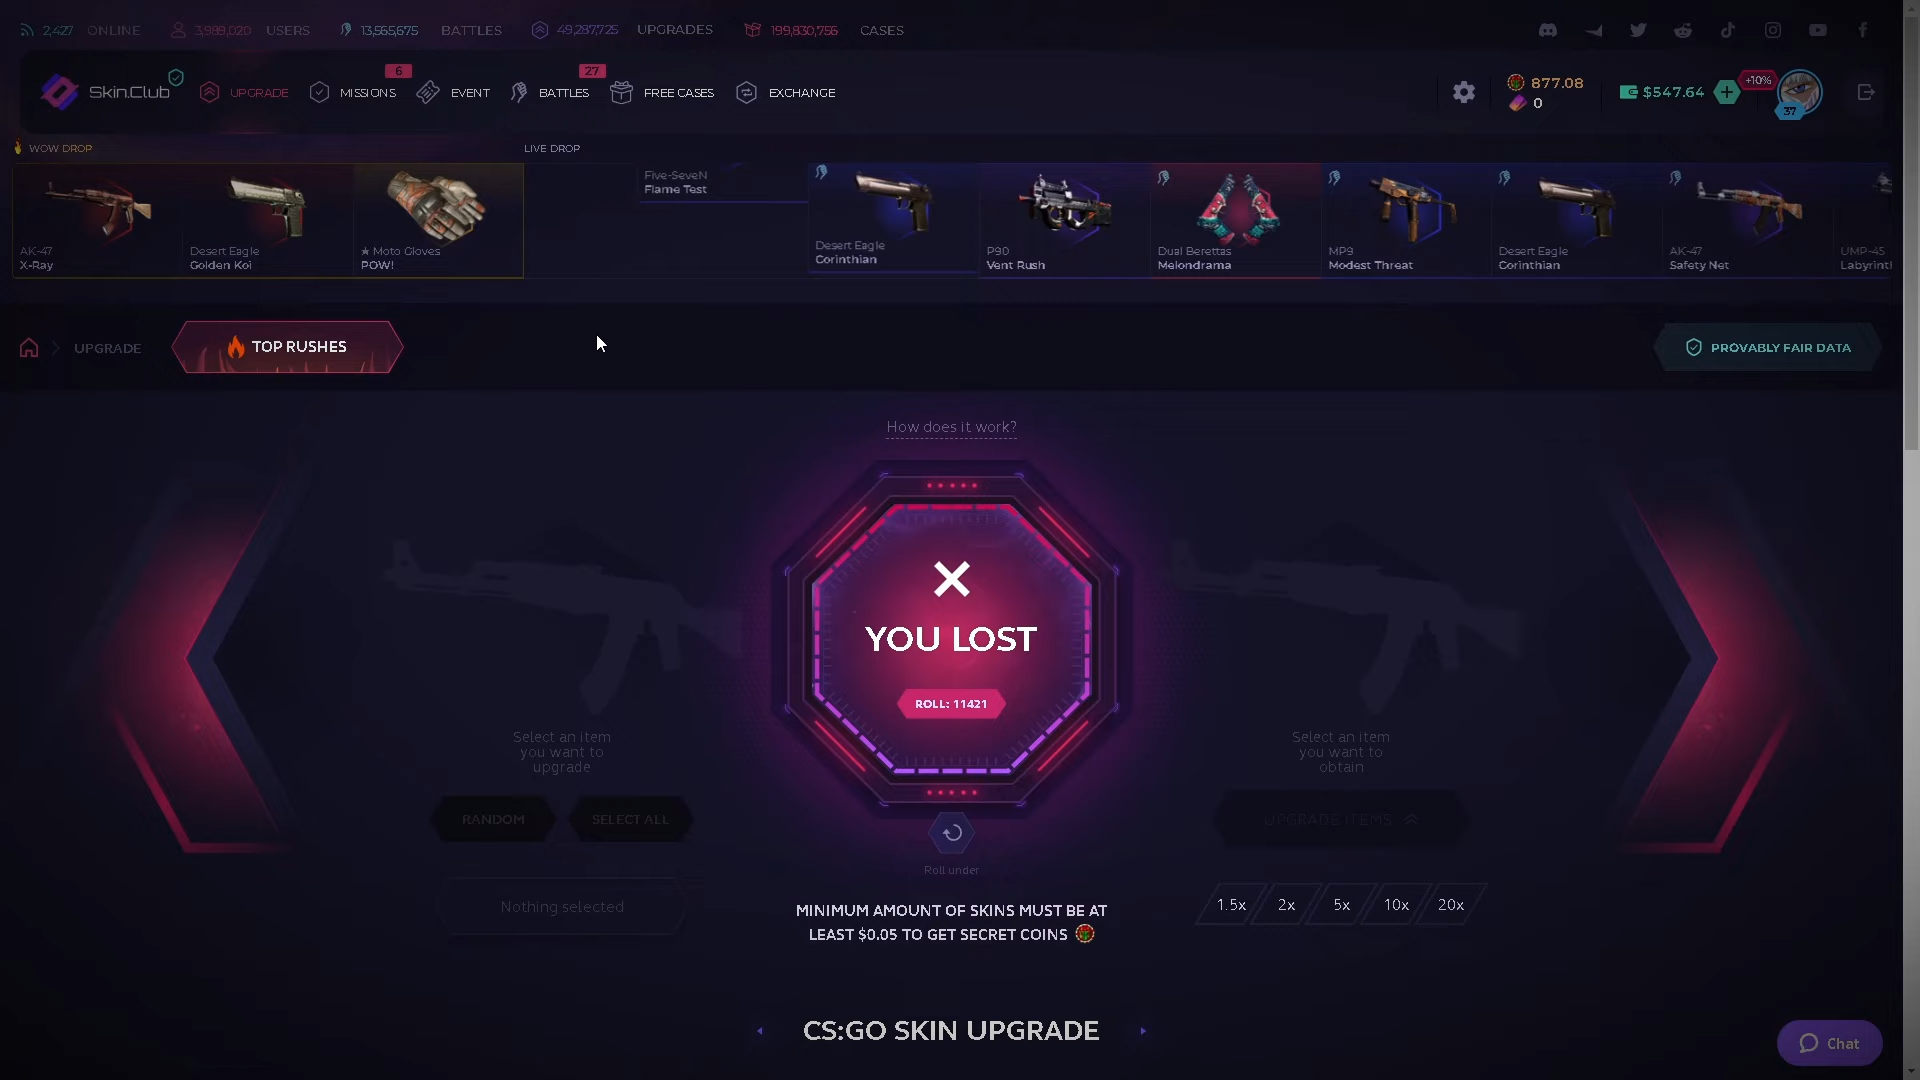 2,427 ONLINE 3,989,020 USERS 13,565,675 BATTLES 49,287,725 UPGRADES 199,830,756 CASES
Skin.Club UPGRADE MISSIONS 6 EVENT BATTLES 27 FREE CASES EXCHANGE 877.08 0 $547.64 + +10% 37
WOW DROP LIVE DROP
AK-47
X-Ray
Desert Eagle
Golden Koi
★ Moto Gloves
POW!
Five-SeveN
Flame Test
Desert Eagle
Corinthian
P90
Vent Rush
Dual Berettas
Melondrama
MP9
Modest Threat
Desert Eagle
Corinthian
AK-47
Safety Net
UMP-45
UPGRADE TOP RUSHES PROVABLY FAIR DATA
How does it work?
YOU LOST
ROLL: 11421
Select an item
you want to
upgrade
RANDOM SELECT ALL
Nothing selected
Select an item
you want to
obtain
UPGRADE ITEMS
1.5x 2x 5x 10x 20x
Roll under
MINIMUM AMOUNT OF SKINS MUST BE AT
LEAST $0.05 TO GET SECRET COINS
CS:GO SKIN UPGRADE
Chat